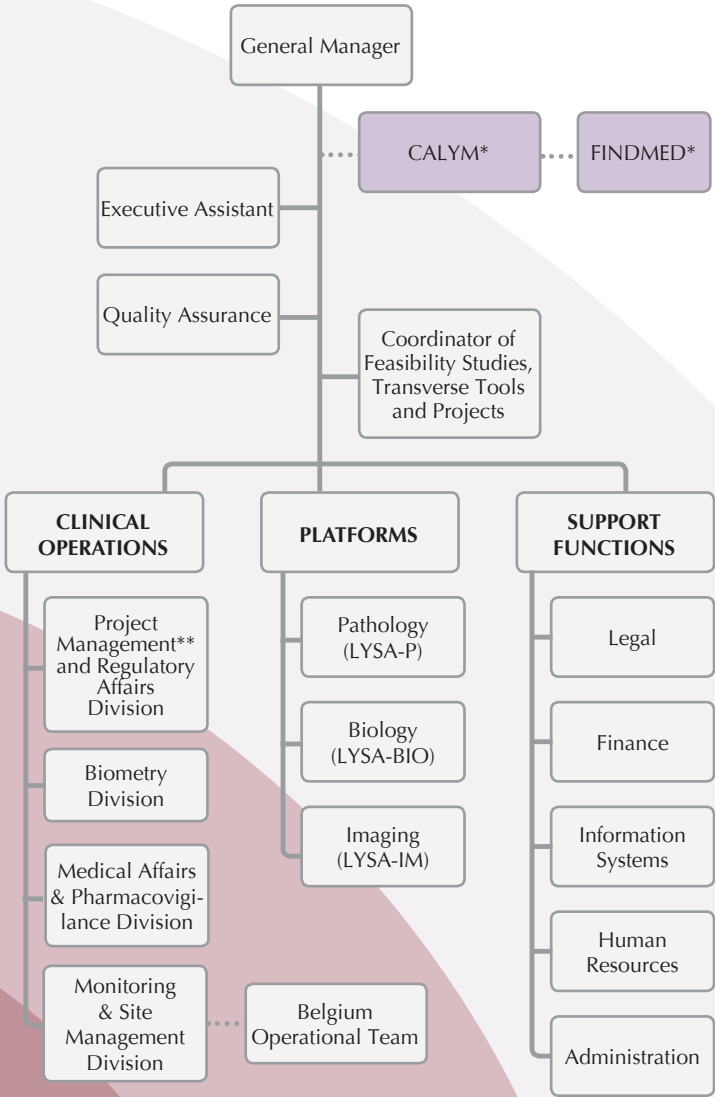 General Manager
CALYM*
FINDMED*
Executive Assistant
Quality Assurance
Coordinator of
Feasibility Studies,
Transverse Tools
and Projects
CLINICAL
OPERATIONS
Project
Management**
and Regulatory
Affairs
Division
Biometry
Division
Medical Affairs
& Pharmacovigi-
lance Division
Monitoring
& Site
Management
Division
Belgium
Operational Team
PLATFORMS
Pathology
(LYSA-P)
Biology
(LYSA-BIO)
Imaging
(LYSA-IM)
SUPPORT
FUNCTIONS
Legal
Finance
Information
Systems
Human
Resources
Administration